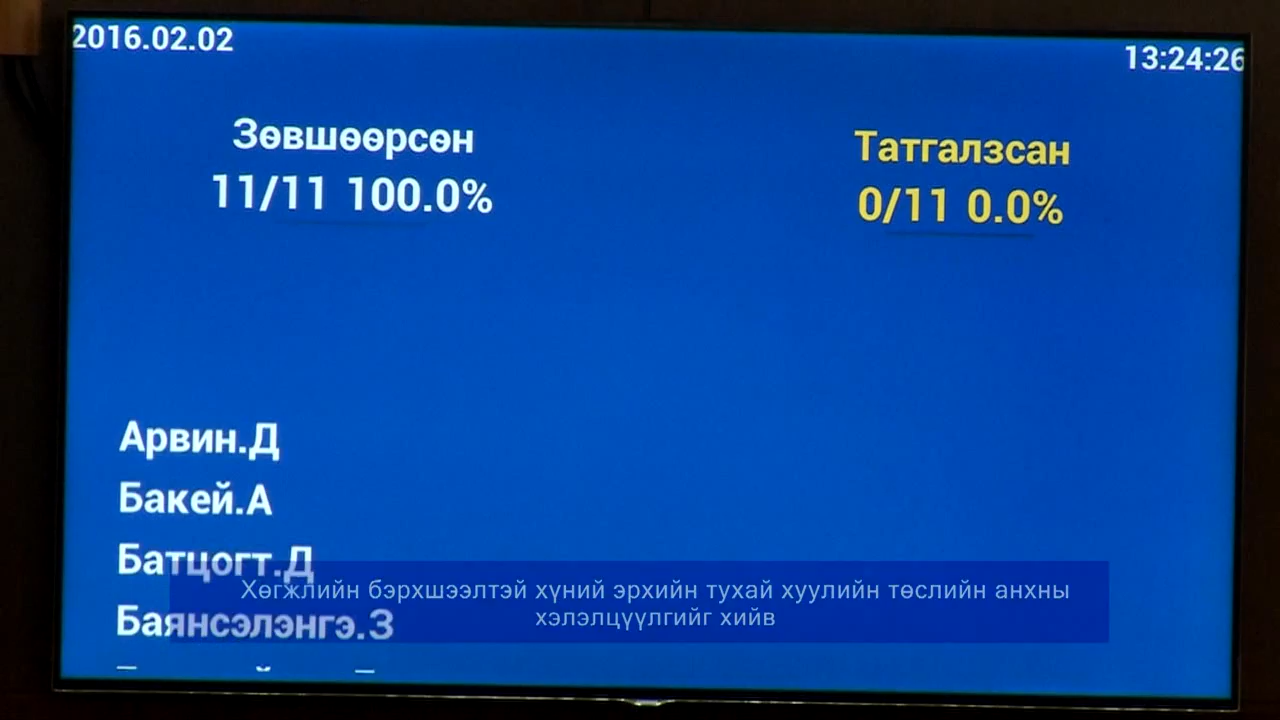 2016.02.02
13:24:26
Зөвшөөрсөн
11/11 100.0%
Татгалзсан
0/11 0.0%
Арвин.Д
Бакей.А
Батцогт.Д
Баянсэлэнгэ.З
Хөгжлийн бэрхшээлтэй хүний эрхийн тухай хуулийн төслийн анхны
хэлэлцүүлгийг хийв